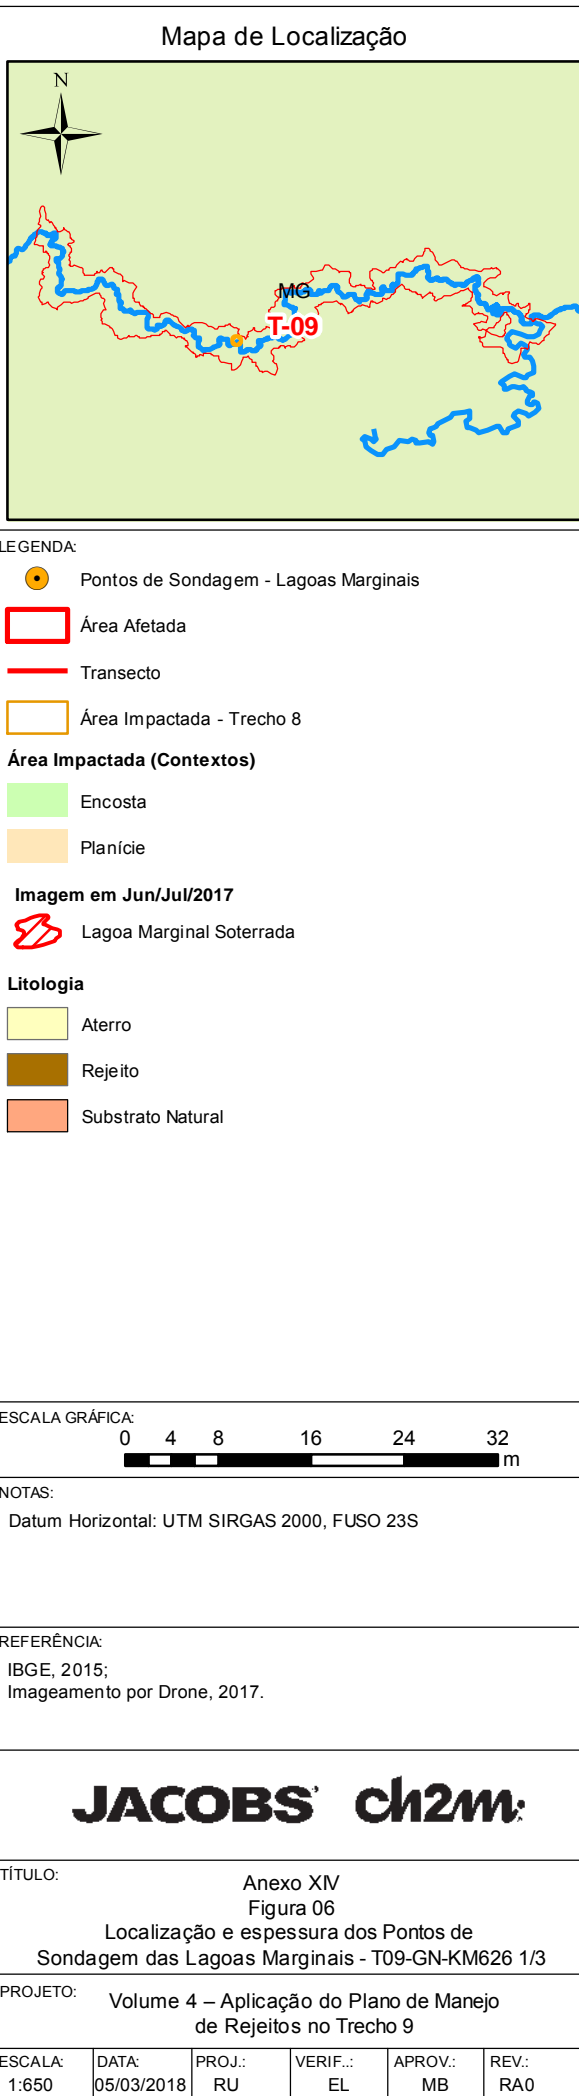 Mapa de Localização
N
MG
T-09
LEGENDA:
Pontos de Sondagem - Lagoas Marginais
Área Afetada
Transecto
Área Impactada - Trecho 8
Área Impactada (Contextos)
Encosta
Planície
Imagem em Jun/Jul/2017
Lagoa Marginal Soterrada
Litologia
Aterro
Rejeito
Substrato Natural
ESCALA GRÁFICA:
0 4 8 16 24 32
m
NOTAS:
Datum Horizontal: UTM SIRGAS 2000, FUSO 23S
REFERÊNCIA:
IBGE, 2015;
Imageamento por Drone, 2017.
JACOBS ch2m:
TÍTULO:
Anexo XIV
Figura 06
Localização e espessura dos Pontos de
Sondagem das Lagoas Marginais - T09-GN-KM626 1/3
PROJETO:
Volume 4 – Aplicação do Plano de Manejo
de Rejeitos no Trecho 9
ESCALA: DATA: PROJ.: VERIF..: APROV.: REV.:
1:650 05/03/2018 RU EL MB RA0